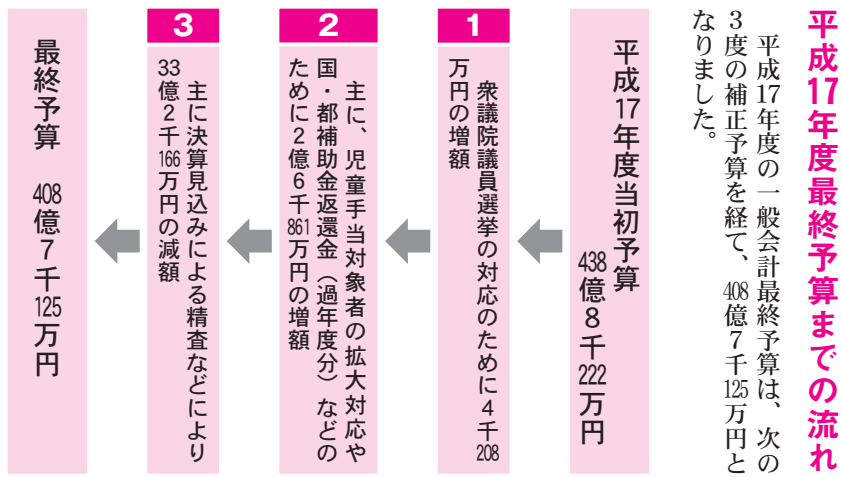 平成17年度最終予算までの流れ
平成17年度の一般会計最終予算は、次の
3度の補正予算を経て、408億7千125万円と
なりました。
平成17年度当初予算
438億8千222万円
1
衆議院議員選挙の対応のために4千208
万円の増額
2
主に、児童手当対象者の拡大対応や
国・都補助金返還金(過年度分)などの
ために2億6千861万円の増額
3
主に決算見込みによる精査などにより
33億2千166万円の減額
最終予算 408億7千125万円